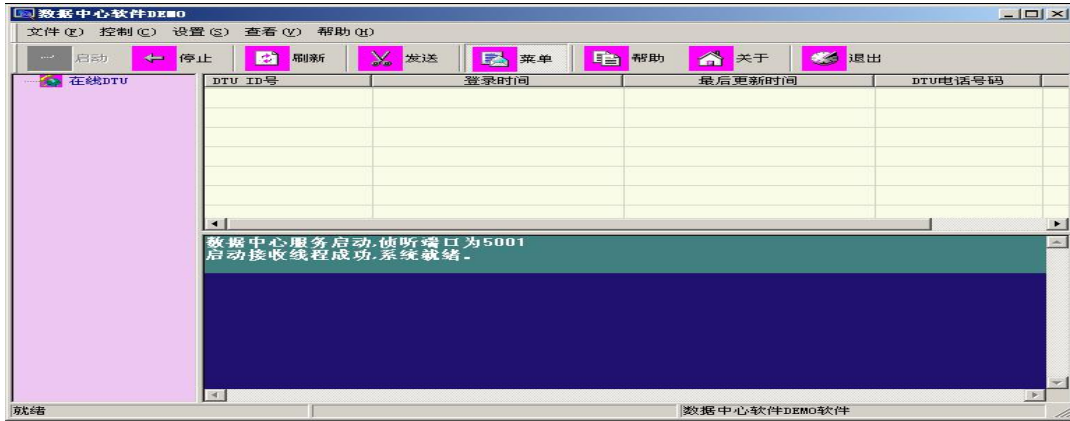 数据中心软件DEMO
文件(F) 控制(C) 设置(S) 查看(V) 帮助(H)
启动 停止 刷新 发送 菜单 帮助 关于 退出
在线DTU
DTU ID号 登录时间 最后更新时间 DTU电话号码
数据中心服务启动,侦听端口为5001
启动接收线程成功,系统就绪。
就绪 数据中心软件DEMO软件